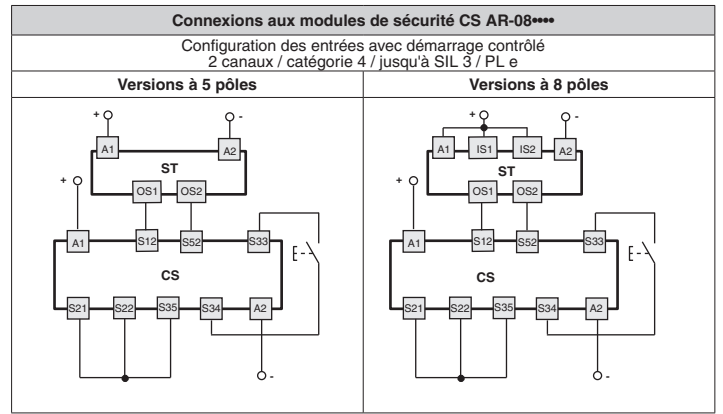 Connexions aux modules de sécurité CS AR-08••••
Configuration des entrées avec démarrage contrôlé
2 canaux / catégorie 4 / jusqu'à SIL 3 / PL e
Versions à 5 pôles
Versions à 8 pôles
+ -
A1 A2
ST
OS1 OS2
+
A1 S12 S52 S33
CS
S21 S22 S35 S34 A2
-
+ -
A1 IS1 IS2 A2
ST
OS1 OS2
+
A1 S12 S52 S33
CS
S21 S22 S35 S34 A2
-